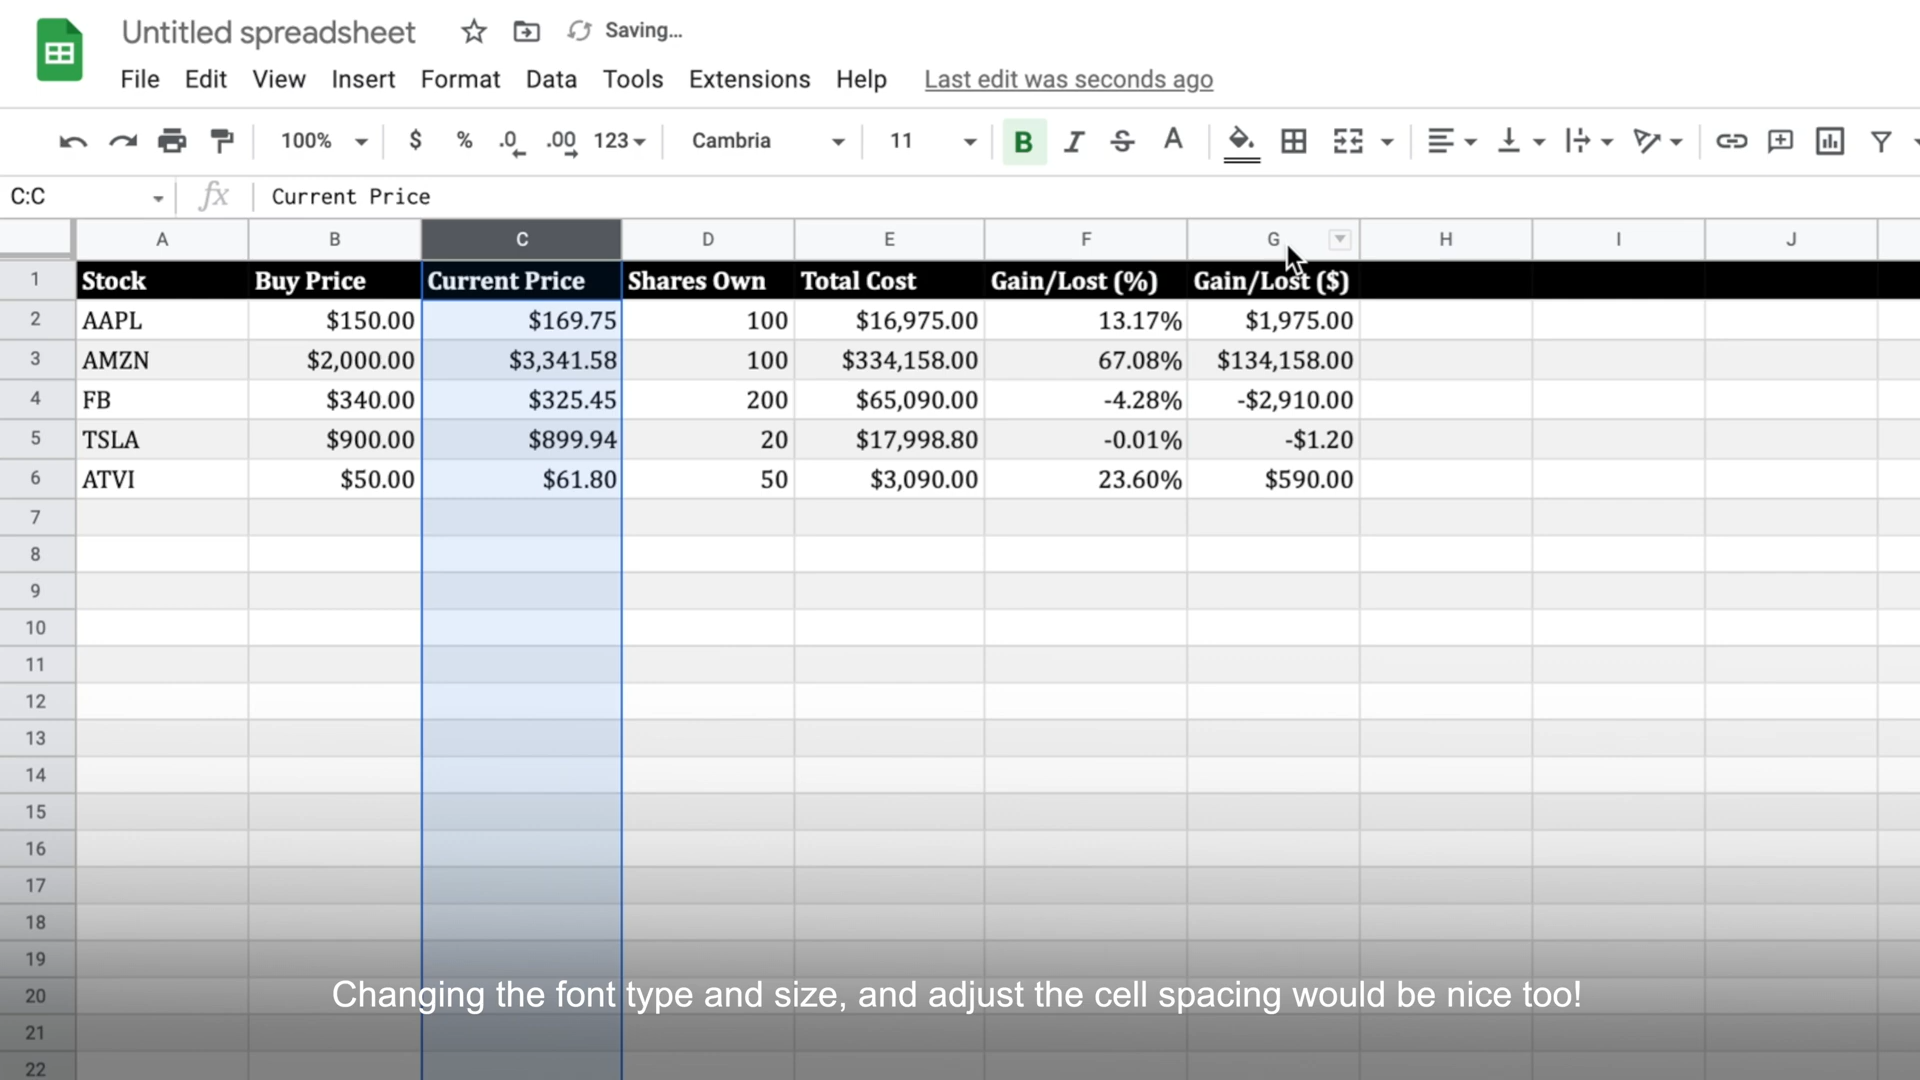 Untitled spreadsheet Saving...
File Edit View Insert Format Data Tools Extensions Help Last edit was seconds ago
100% $ % .0 .00 123 Cambria 11 B I S A
C:C fx Current Price
A B C D E F G H I J
1 Stock Buy Price Current Price Shares Own Total Cost Gain/Lost (%) Gain/Lost ($)
2 AAPL $150.00 $169.75 100 $16,975.00 13.17% $1,975.00
3 AMZN $2,000.00 $3,341.58 100 $334,158.00 67.08% $134,158.00
4 FB $340.00 $325.45 200 $65,090.00 -4.28% -$2,910.00
5 TSLA $900.00 $899.94 20 $17,998.80 -0.01% -$1.20
6 ATVI $50.00 $61.80 50 $3,090.00 23.60% $590.00
7
8
9
10
11
12
13
14
15
16
17
18
19
20
Changing the font type and size, and adjust the cell spacing would be nice too!
21
22